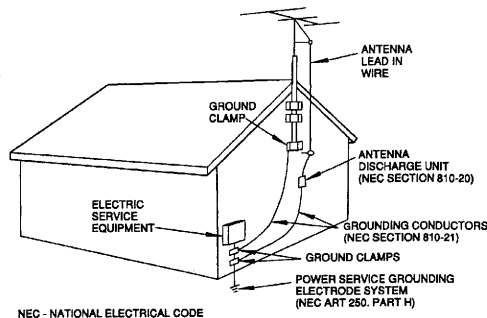 ANTENNA
LEAD IN
WIRE
GROUND
CLAMP
ANTENNA
DISCHARGE UNIT
(NEC SECTION 810-20)
ELECTRIC
SERVICE
EQUIPMENT
GROUNDING CONDUCTORS
(NEC SECTION 810-21)
GROUND CLAMPS
POWER SERVICE GROUNDING
ELECTRODE SYSTEM
(NEC ART 250. PART H)
NEC - NATIONAL ELECTRICAL CODE